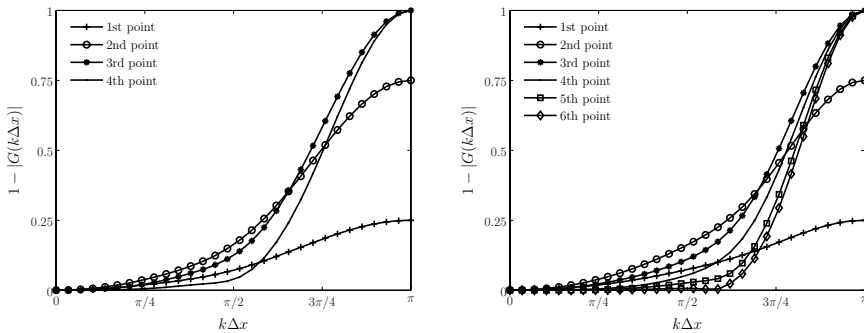 1
0.75
0.5
0.25
0
1 − |G(kΔx)|
1st point
2nd point
3rd point
4th point
0
π/4
π/2
3π/4
π
kΔx
1
0.75
0.5
0.25
0
1 − |G(kΔx)|
1st point
2nd point
3rd point
4th point
5th point
6th point
0
π/4
π/2
3π/4
π
kΔx